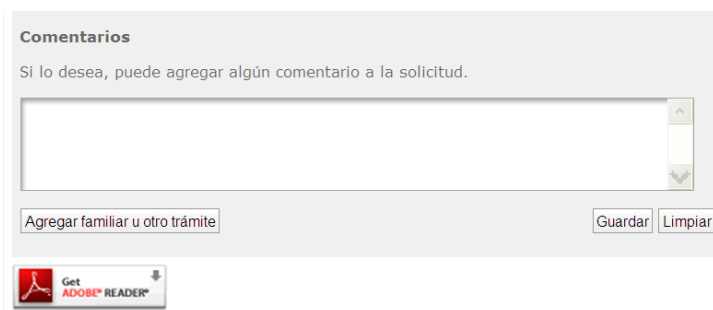 Comentarios
Si lo desea, puede agregar algún comentario a la solicitud.
Agregar familiar u otro trámite Guardar Limpiar
Get
ADOBE® READER®